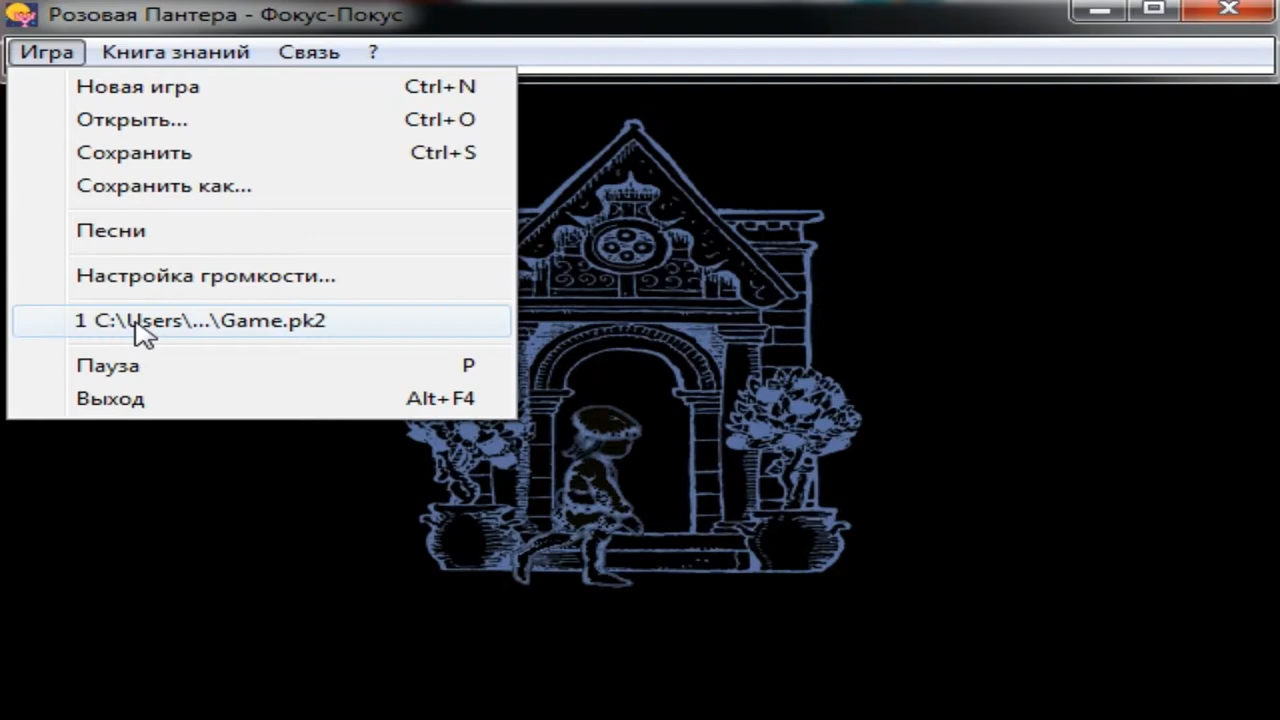 Розовая Пантера - Фокус-Покус
Игра Книга знаний Связь ?
Новая игра Ctrl+N
Открыть... Ctrl+O
Сохранить Ctrl+S
Сохранить как...
Песни
Настройка громкости...
1 C:\Users\...\Game.pk2
Пауза P
Выход Alt+F4